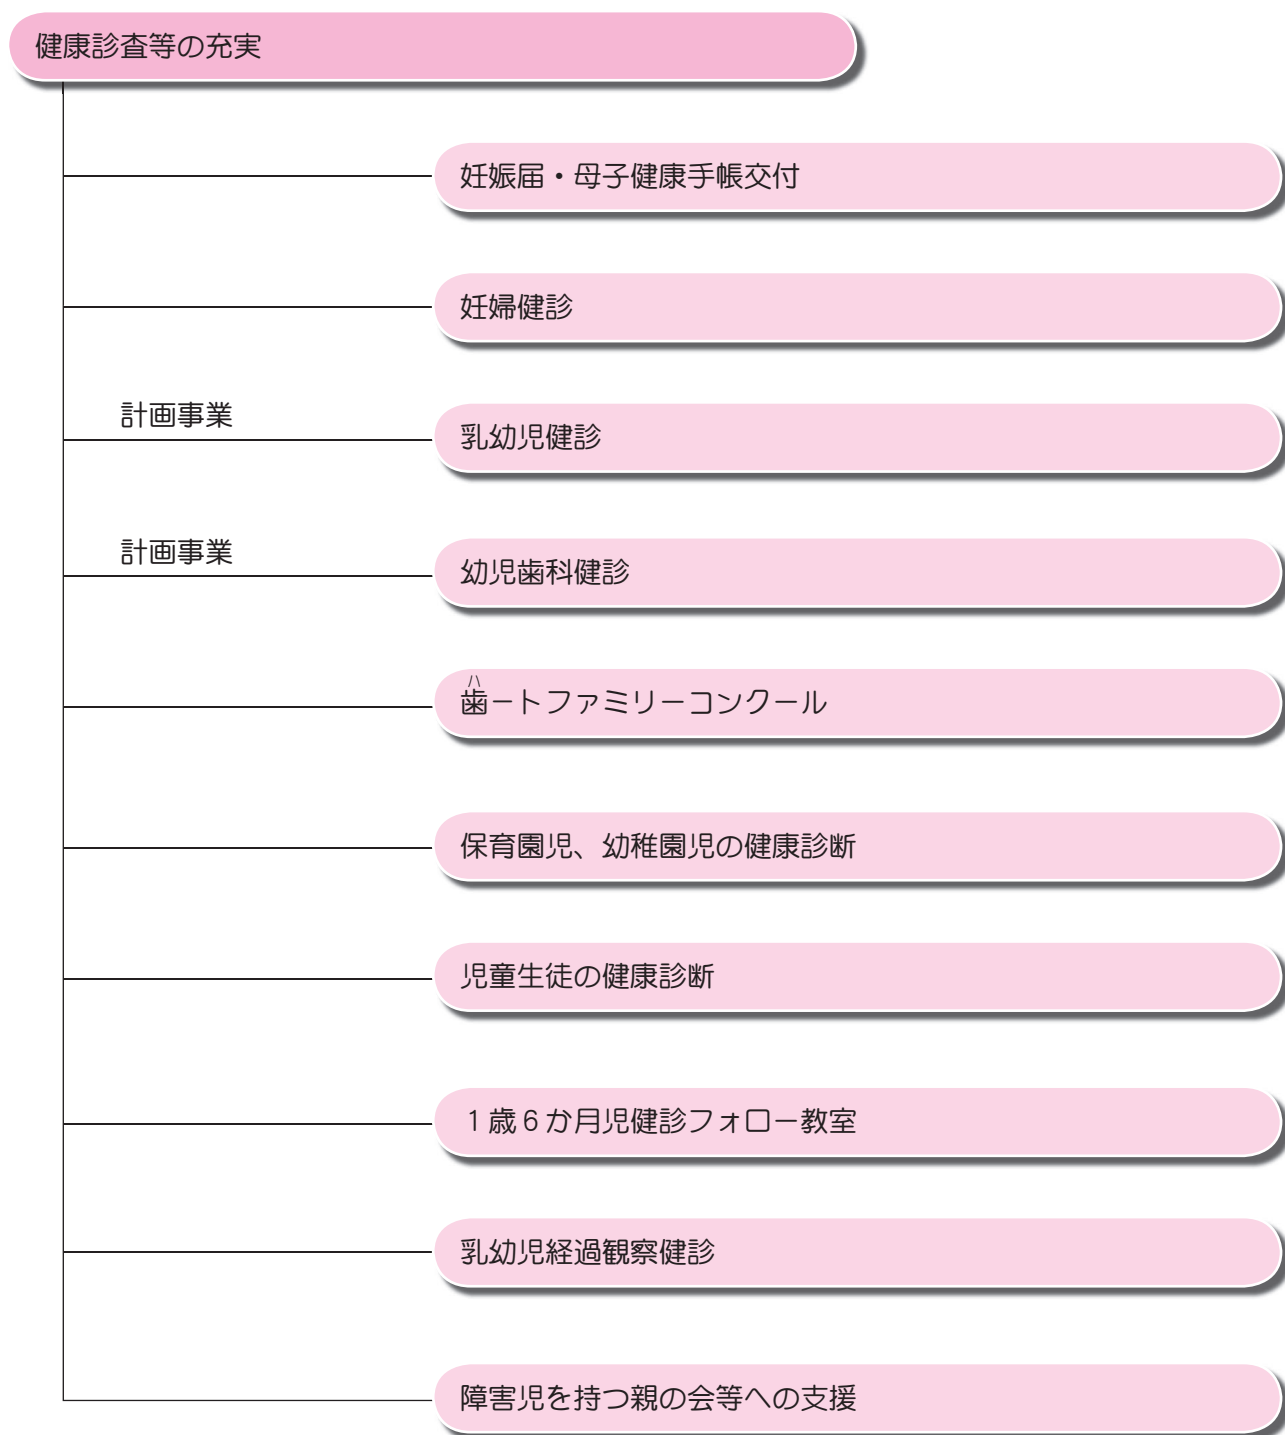 健康診査等の充実
妊娠届・母子健康手帳交付
妊婦健診
計画事業
乳幼児健診
計画事業
幼児歯科健診
ハ
歯ートファミリーコンクール
保育園児、幼稚園児の健康診断
児童生徒の健康診断
１歳６か月児健診フォロー教室
乳幼児経過観察健診
障害児を持つ親の会等への支援